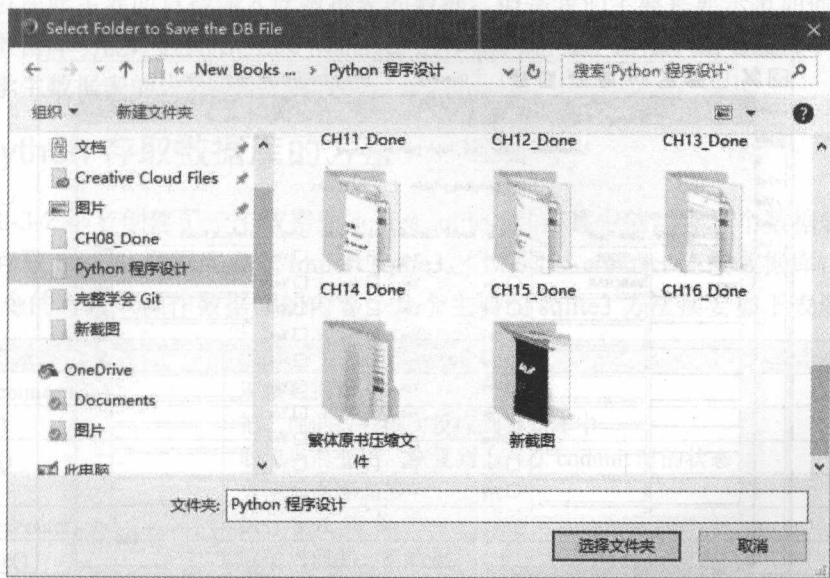 Select Folder to Save the DB File
« New Books ... › Python 程序设计
搜索"Python 程序设计"
组织
新建文件夹
文档
Creative Cloud Files
图片
CH08_Done
Python 程序设计
完整学会 Git
新截图
OneDrive
Documents
图片
此电脑
CH11_Done
CH12_Done
CH13_Done
CH14_Done
CH15_Done
CH16_Done
繁体原书压缩文
件
新截图
文件夹: Python 程序设计
选择文件夹
取消